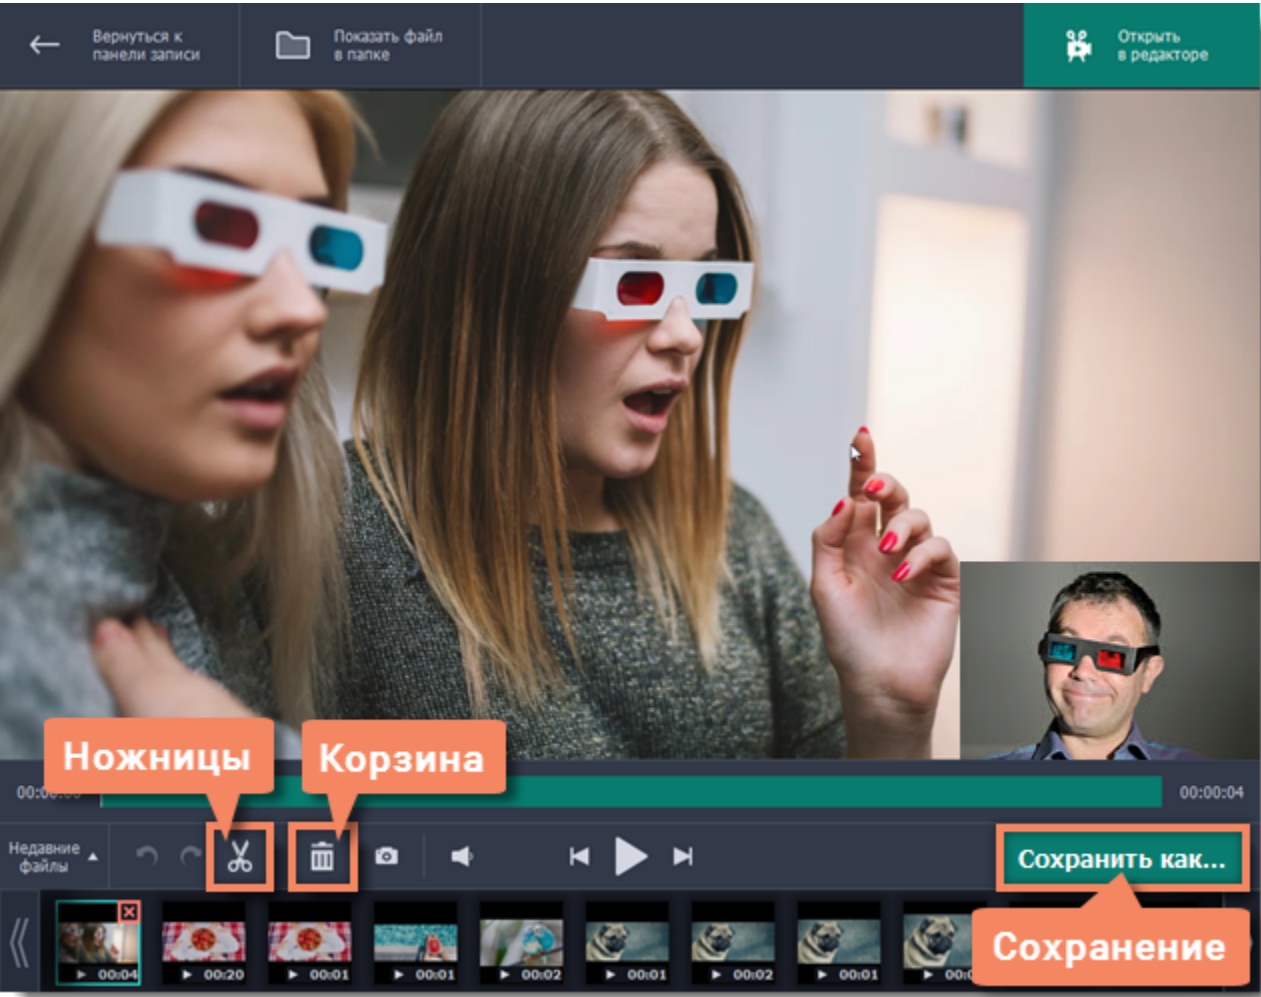 Вернуться к
панели записи
Показать файл
в папке
Открыть
в редакторе
Ножницы
Корзина
00:00:04
Недавние
файлы
Сохранить как...
Сохранение
00:04
00:20
00:01
00:01
00:02
00:01
00:02
00:01